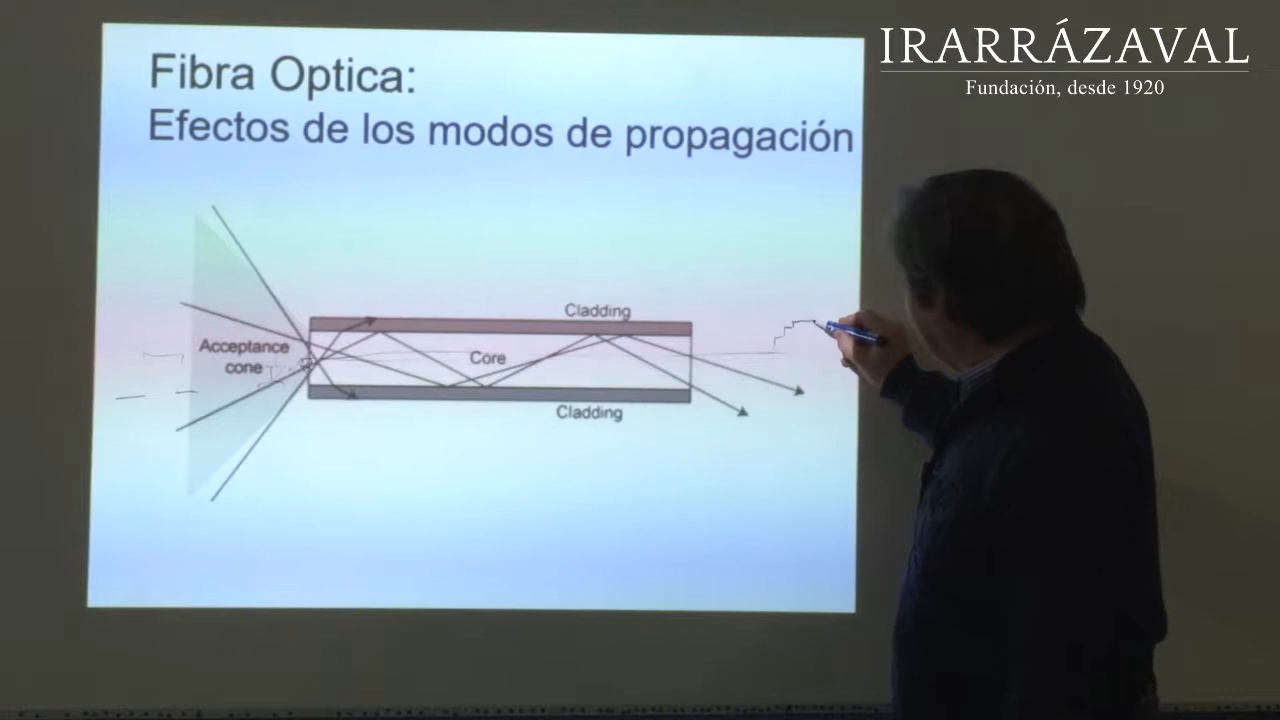 IRARRÁZAVAL
Fundación, desde 1920
Fibra Optica:
Efectos de los modos de propagación
Cladding
Acceptance
cone
Core
Cladding